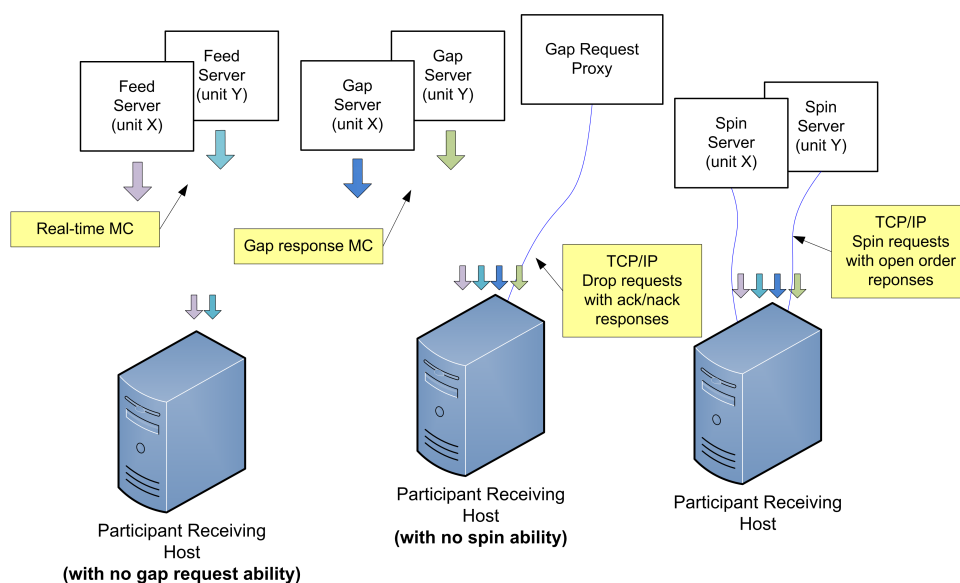 Feed
Server
(unit Y)
Feed
Server
(unit X)
Gap
Server
(unit Y)
Gap
Server
(unit X)
Gap Request
Proxy
Spin
Server
(unit Y)
Spin
Server
(unit X)
Real-time MC
Gap response MC
TCP/IP
Drop requests
with ack/nack
responses
TCP/IP
Spin requests
with open order
reponses
Participant Receiving
Host
(with no gap request ability)
Participant Receiving
Host
(with no spin ability)
Participant Receiving
Host